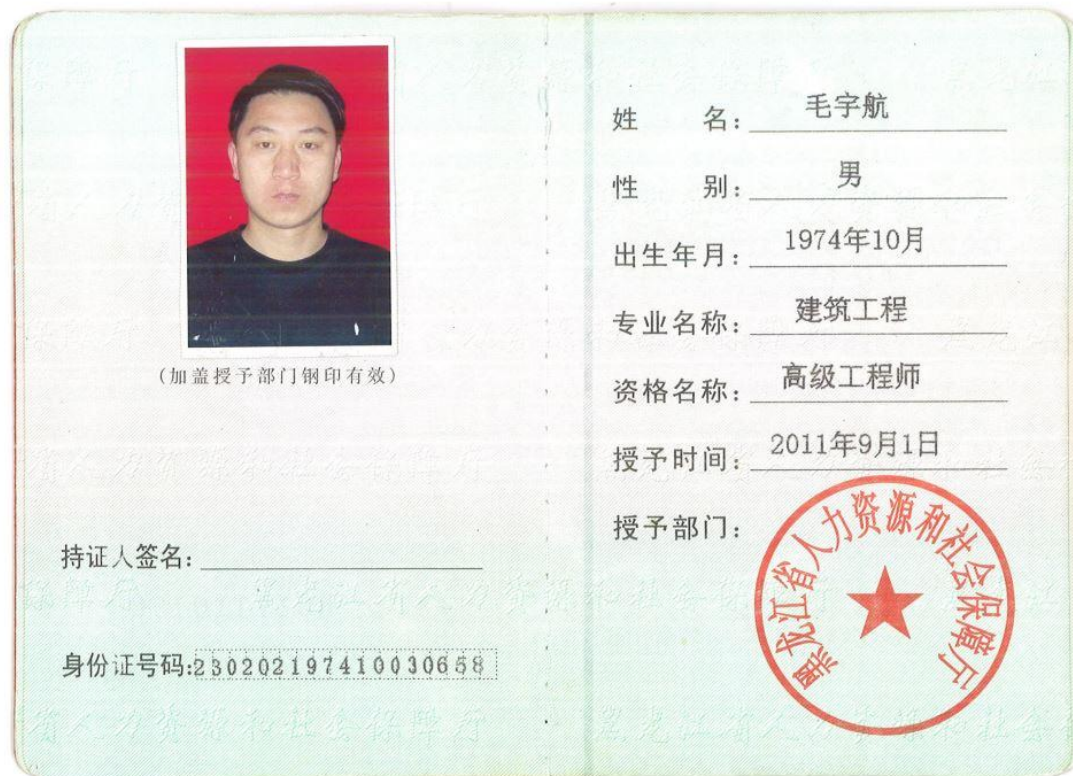 (加盖授予部门钢印有效)
持证人签名:
身份证号码:230202197410030658
姓 名: 毛宇航
性 别: 男
出生年月: 1974年10月
专业名称: 建筑工程
资格名称: 高级工程师
授予时间: 2011年9月1日
授予部门:
黑龙江省人力资源和社会保障厅